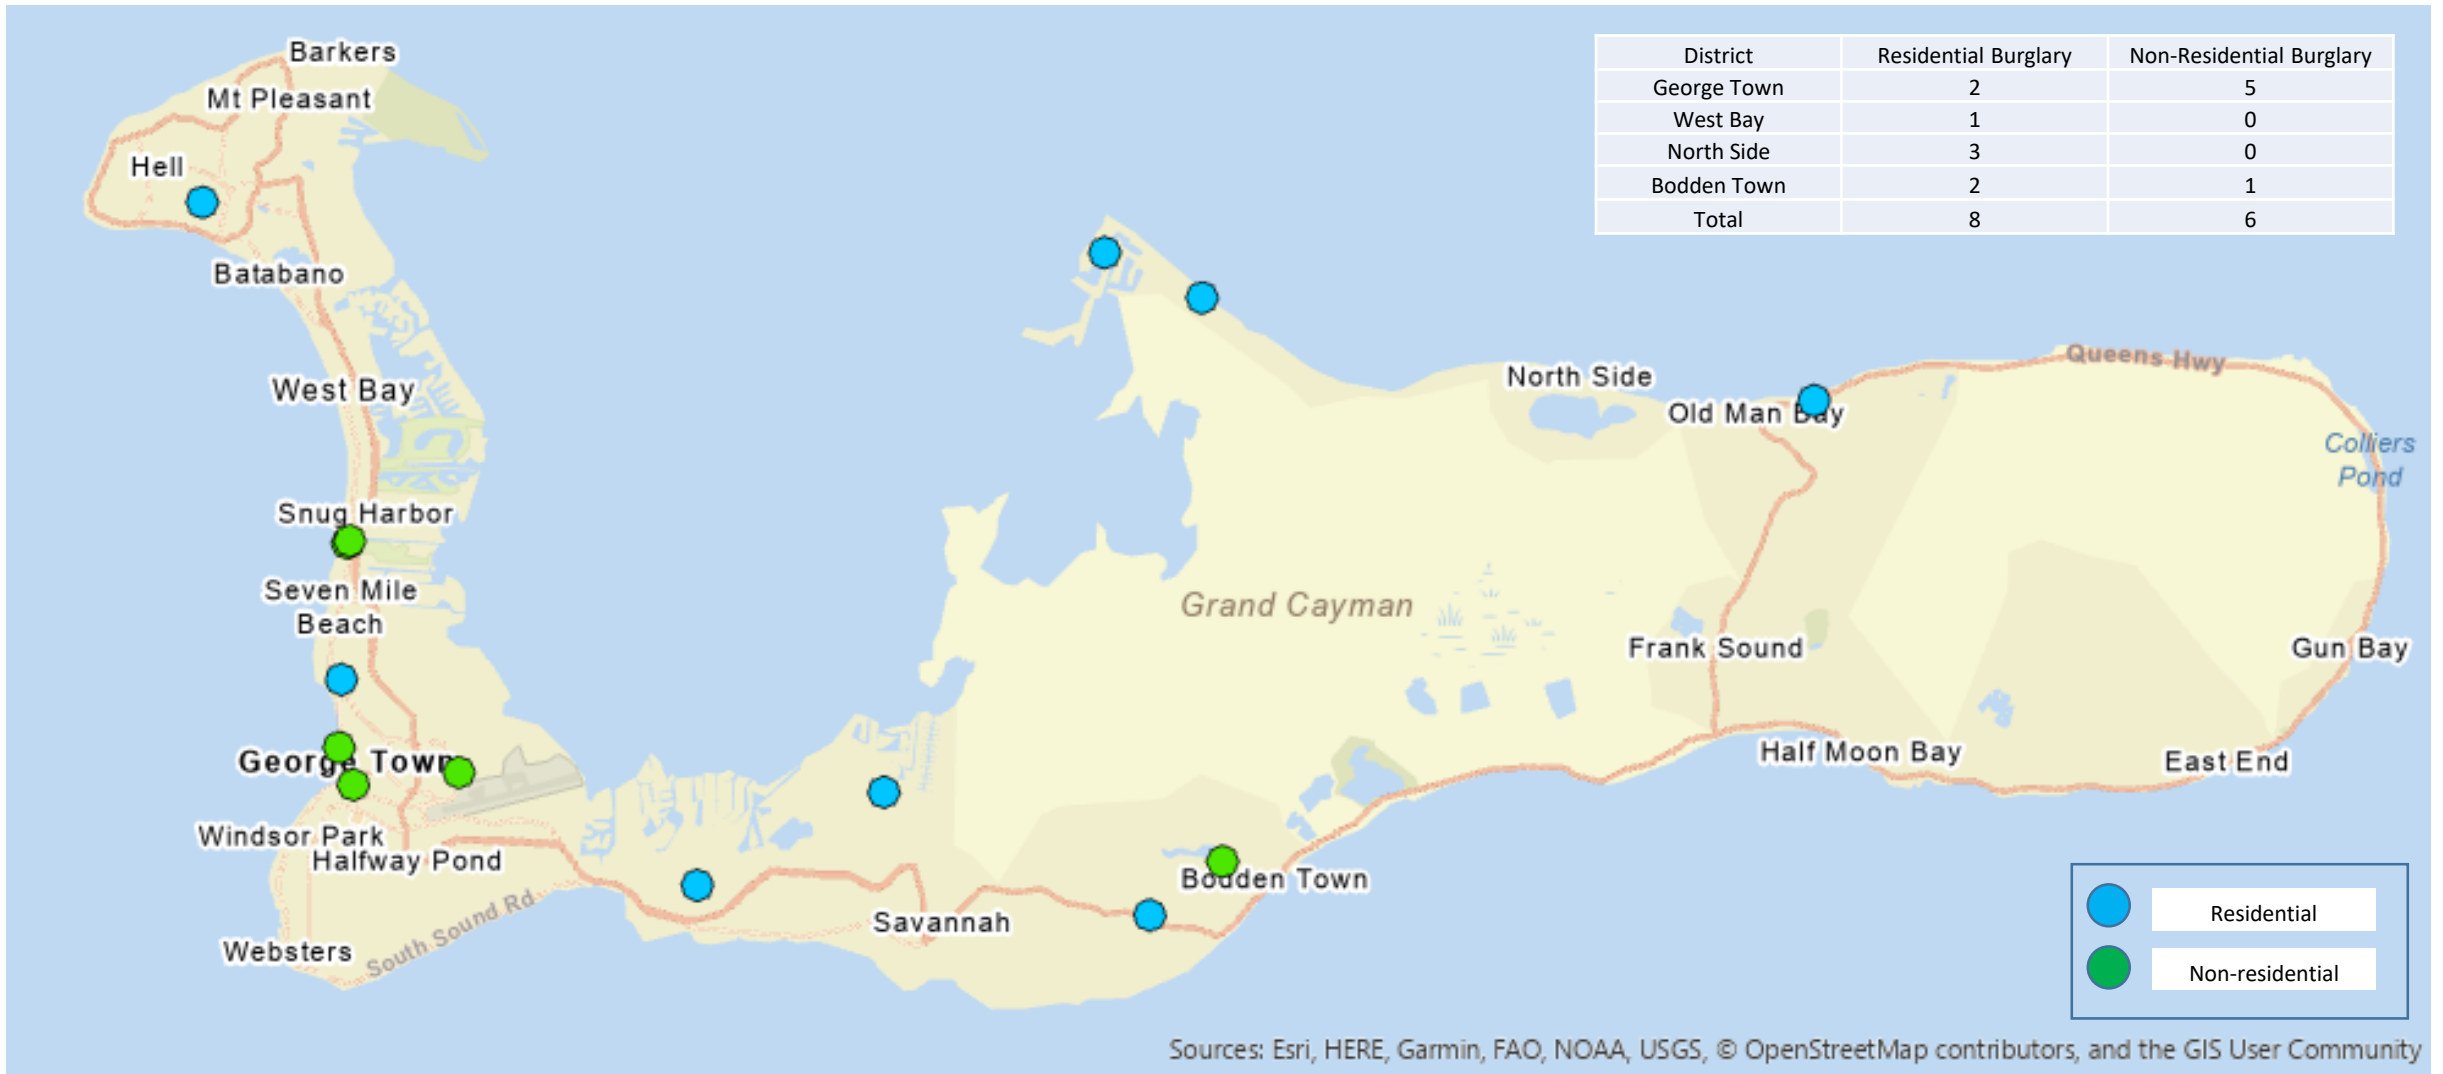 Barkers
Mt Pleasant
Hell
Batabano
West Bay
Snug Harbor
Seven Mile
Beach
George Town
Windsor Park
Halfway Pond
Websters
South Sound Rd
Savannah
Bodden Town
Grand Cayman
North Side
Old Man Bay
Queens Hwy
Colliers
Pond
Frank Sound
Gun Bay
Half Moon Bay
East End
District Residential Burglary Non-Residential Burglary
George Town 2 5
West Bay 1 0
North Side 3 0
Bodden Town 2 1
Total 8 6
Residential
Non-residential
Sources: Esri, HERE, Garmin, FAO, NOAA, USGS, © OpenStreetMap contributors, and the GIS User Community